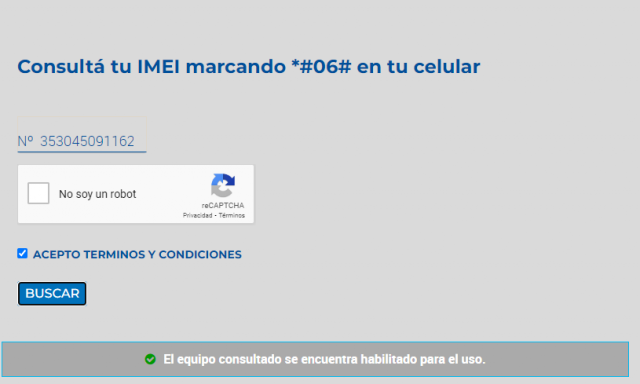 Consultá tu IMEI marcando *#06# en tu celular
Nº 353045091162
No soy un robot
reCAPTCHA
Privacidad - Términos
ACEPTO TERMINOS Y CONDICIONES
BUSCAR
El equipo consultado se encuentra habilitado para el uso.